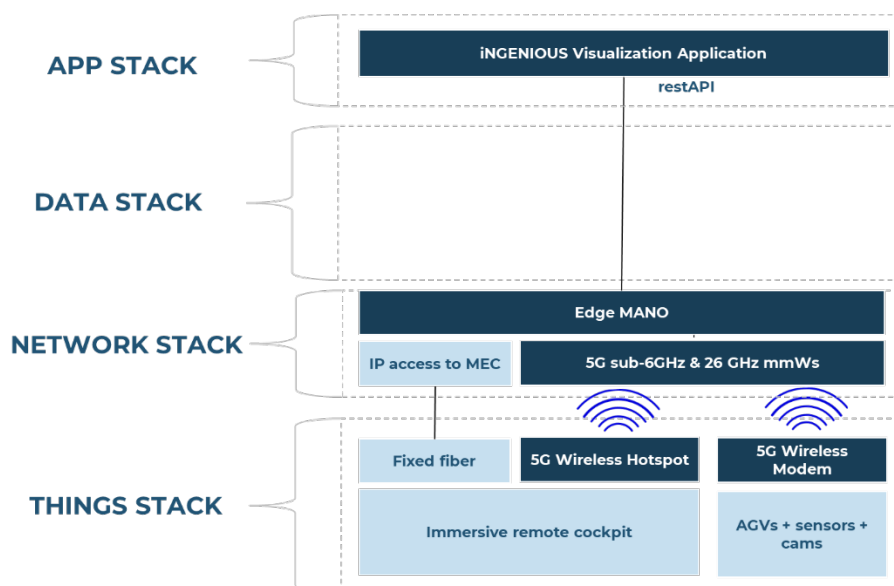 APP STACK
iNGENIOUS Visualization Application
restAPI
DATA STACK
NETWORK STACK
Edge MANO
IP access to MEC
5G sub-6GHz & 26 GHz mmWs
THINGS STACK
Fixed fiber
5G Wireless Hotspot
5G Wireless
Modem
Immersive remote cockpit
AGVs + sensors +
cams